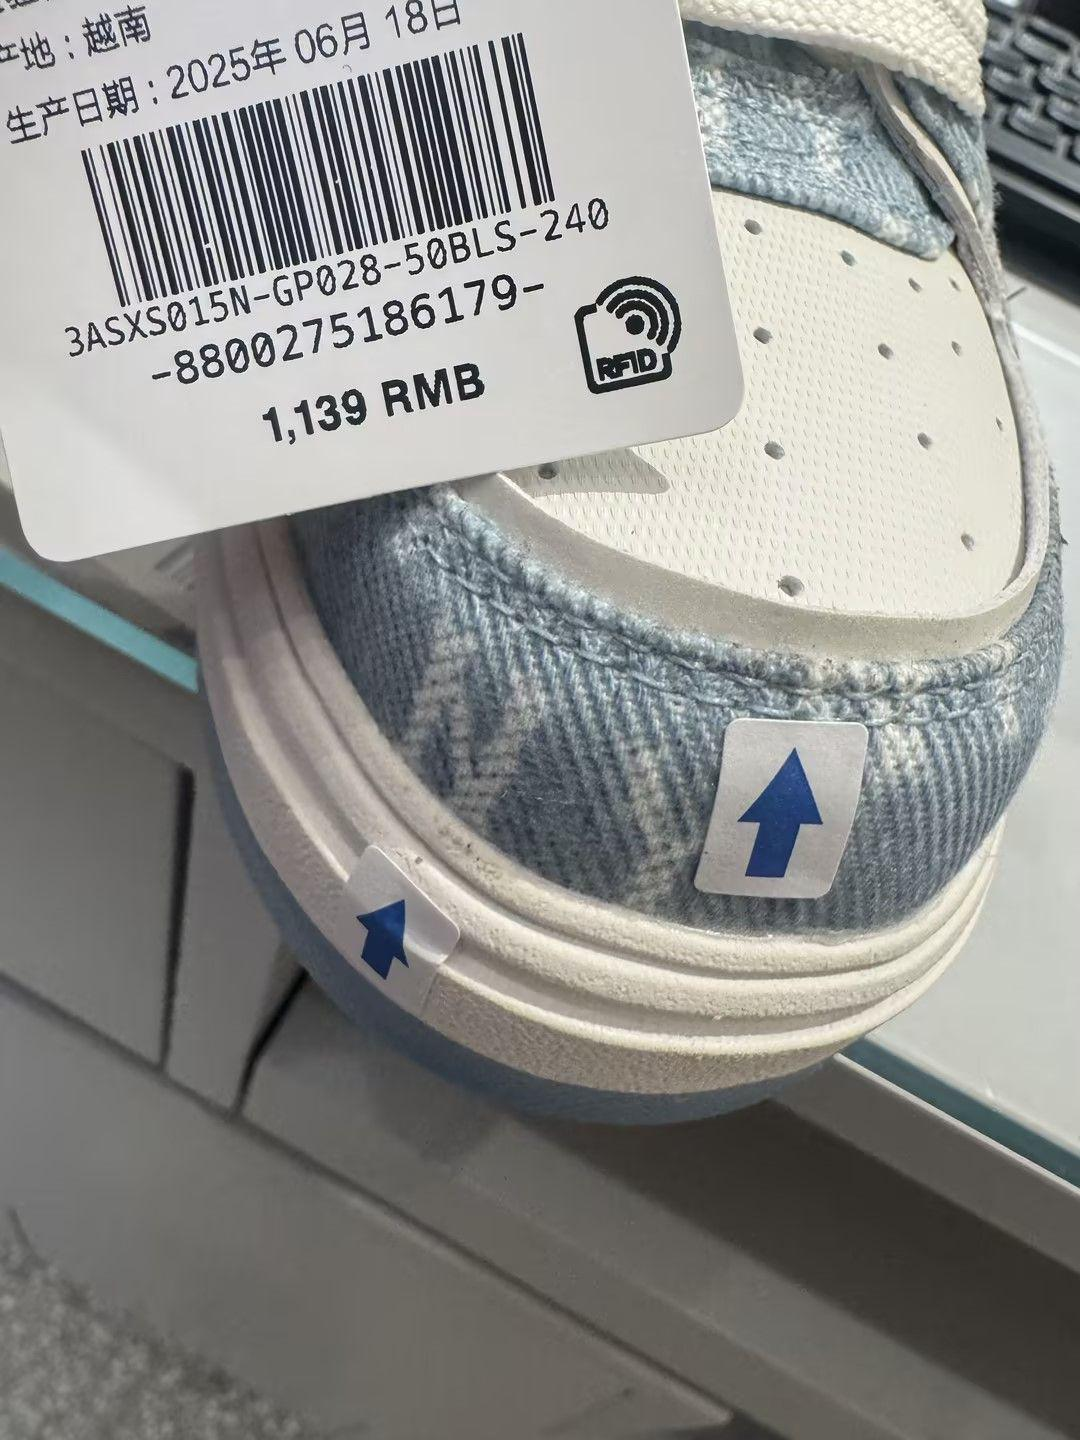 产地：越南
生产日期：2025年 06月 18日
3ASXS015N-GP028-50BLS-240
-8800275186179-
1,139 RMB
RFID